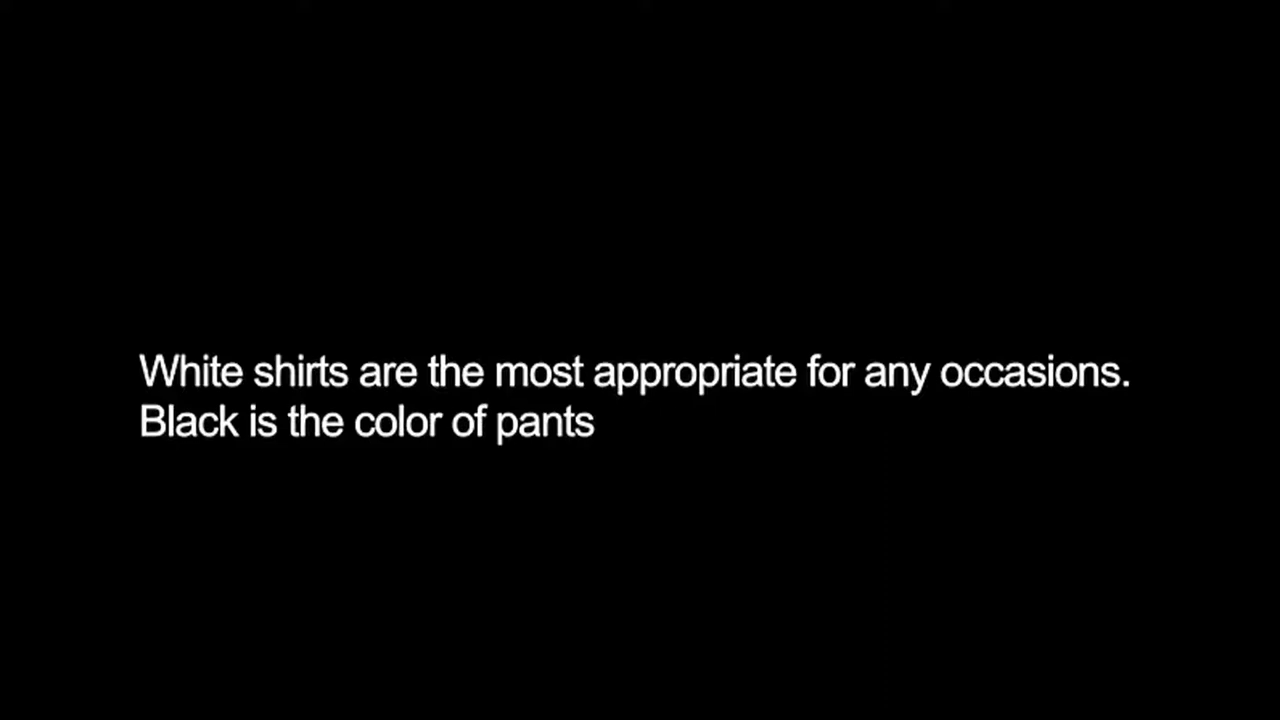 White shirts are the most appropriate for any occasions.
Black is the color of pants